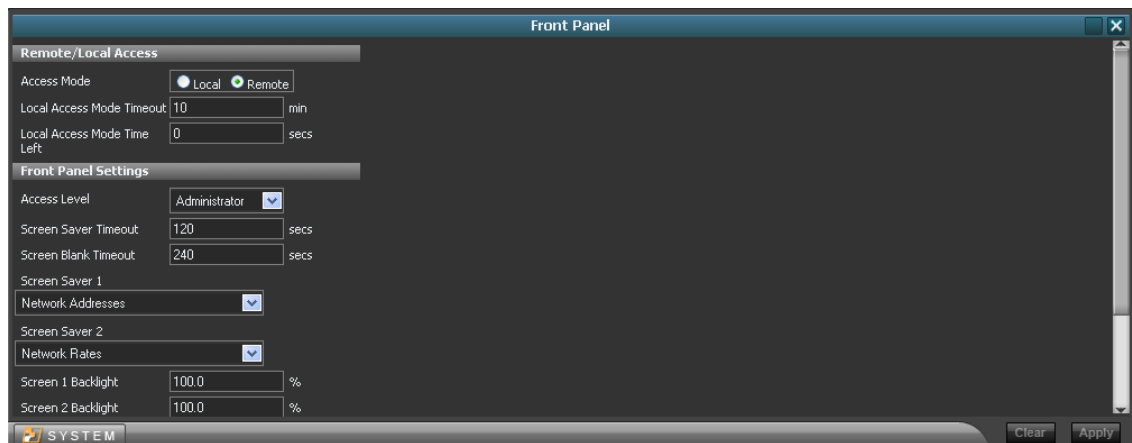 Front Panel
Remote/Local Access
Access Mode Local Remote
Local Access Mode Timeout 10 min
Local Access Mode Time Left 0 secs
Front Panel Settings
Access Level Administrator
Screen Saver Timeout 120 secs
Screen Blank Timeout 240 secs
Screen Saver 1
Network Addresses
Screen Saver 2
Network Rates
Screen 1 Backlight 100.0 %
Screen 2 Backlight 100.0 %
SYSTEM Clear Apply